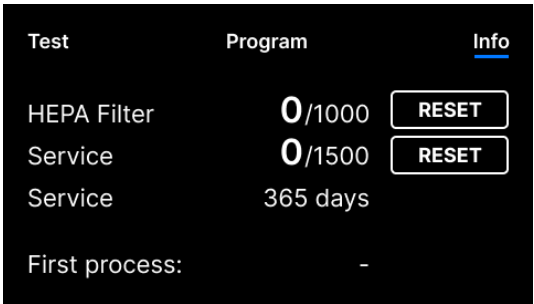 Test Program Info
HEPA Filter 0/1000 RESET
Service 0/1500 RESET
Service 365 days
First process: -